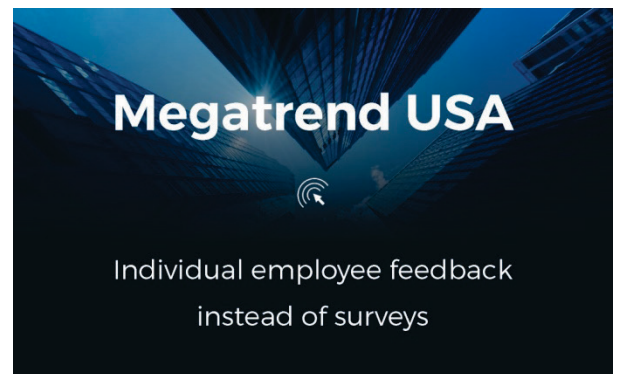 Megatrend USA
Individual employee feedback
instead of surveys